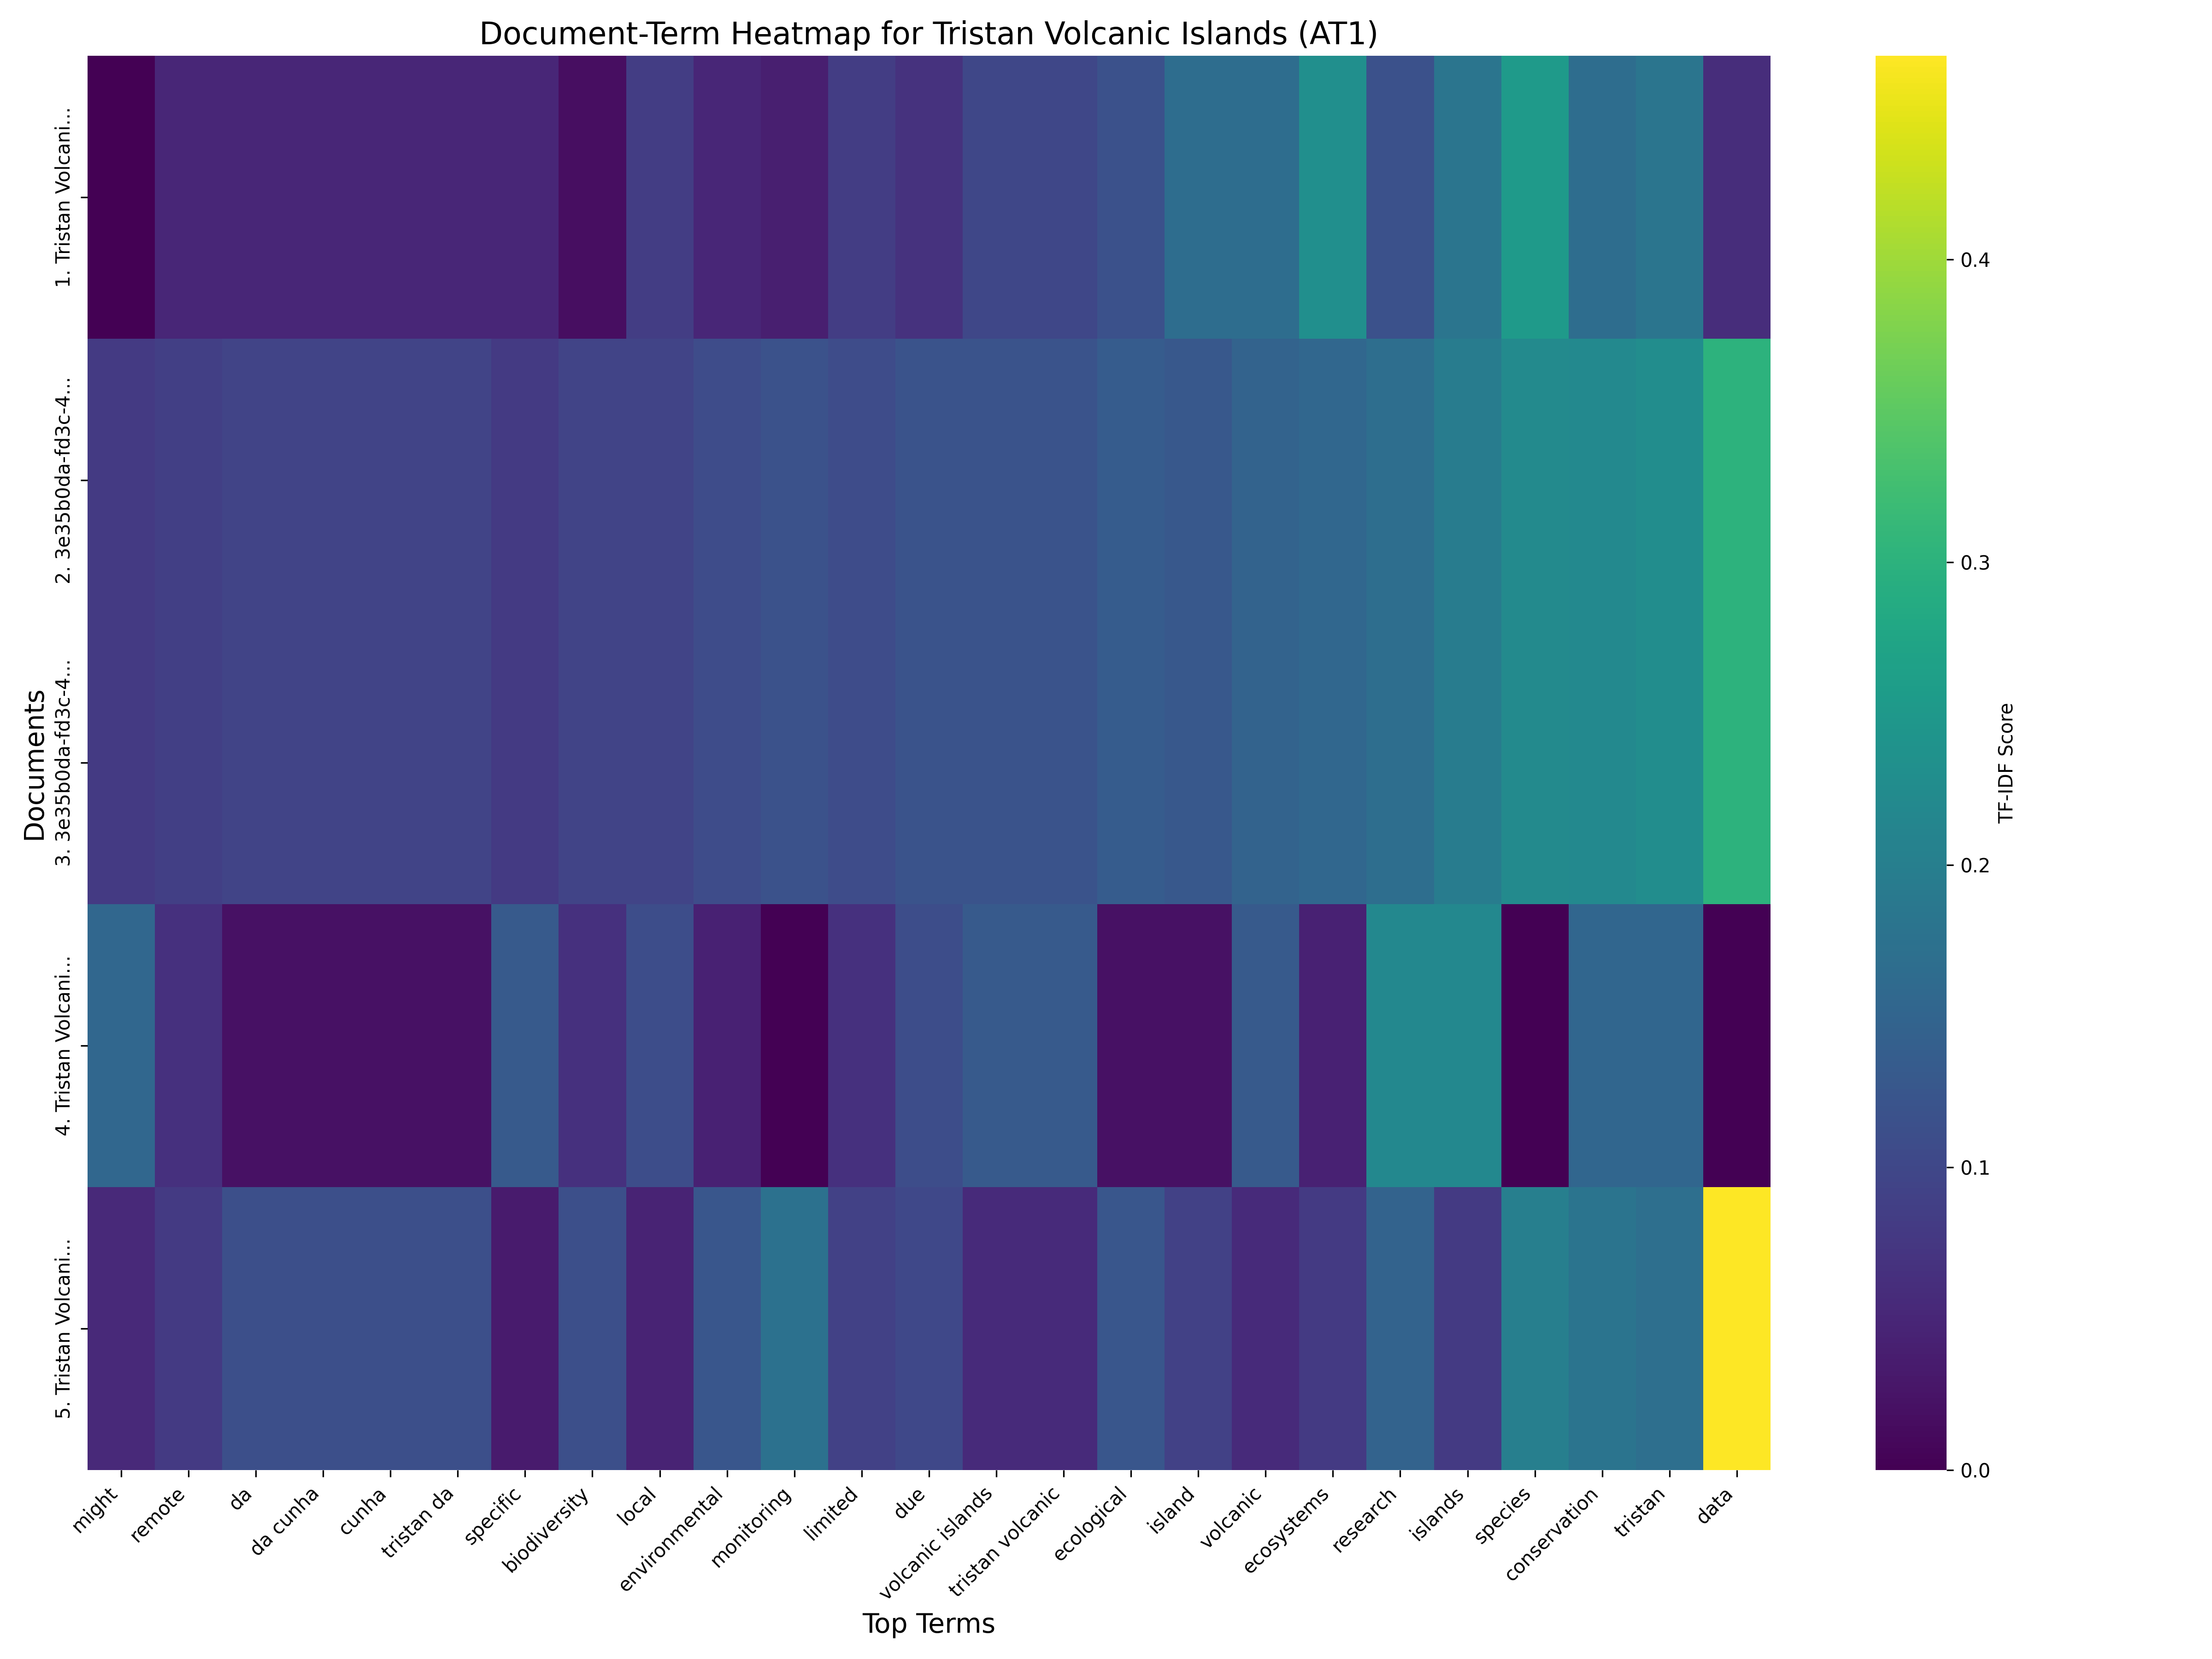 Document-Term Heatmap for Tristan Volcanic Islands (AT1)
Documents
1. Tristan Volcani...
2. 3e35b0da-fd3c-4...
3. 3e35b0da-fd3c-4...
4. Tristan Volcani...
5. Tristan Volcani...
might
remote
da
da cunha
cunha
tristan da
specific
biodiversity
local
environmental
monitoring
limited
due
volcanic islands
tristan volcanic
ecological
island
volcanic
ecosystems
research
islands
species
conservation
tristan
data
Top Terms
0.4
0.3
0.2
0.1
0.0
TF-IDF Score